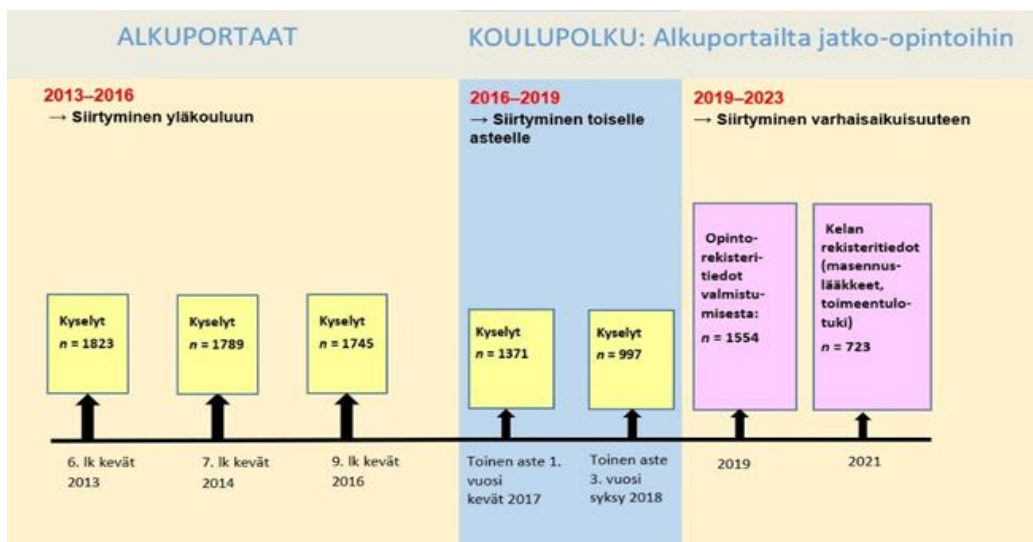 ALKUPORTAAT
KOULUPOLKU: Alkuportailta jatko-opintoihin
2013–2016
→ Siirtyminen yläkouluun
2016–2019
→ Siirtyminen toiselle
asteelle
2019–2023
→ Siirtyminen varhaisaikuisuuteen
Kyselyt
n = 1823
Kyselyt
n = 1789
Kyselyt
n = 1745
Kyselyt
n = 1371
Kyselyt
n = 997
Opinto-
rekisteri-
tiedot
valmistu-
misesta:
n = 1554
Kelan
rekisteritiedot
(masennus-
lääkkeet,
toimeentulo-
tuki)
n = 723
6. lk kevät
2013
7. lk kevät
2014
9. lk kevät
2016
Toinen aste 1.
vuosi
kevät 2017
Toinen aste
3. vuosi
syksy 2018
2019
2021